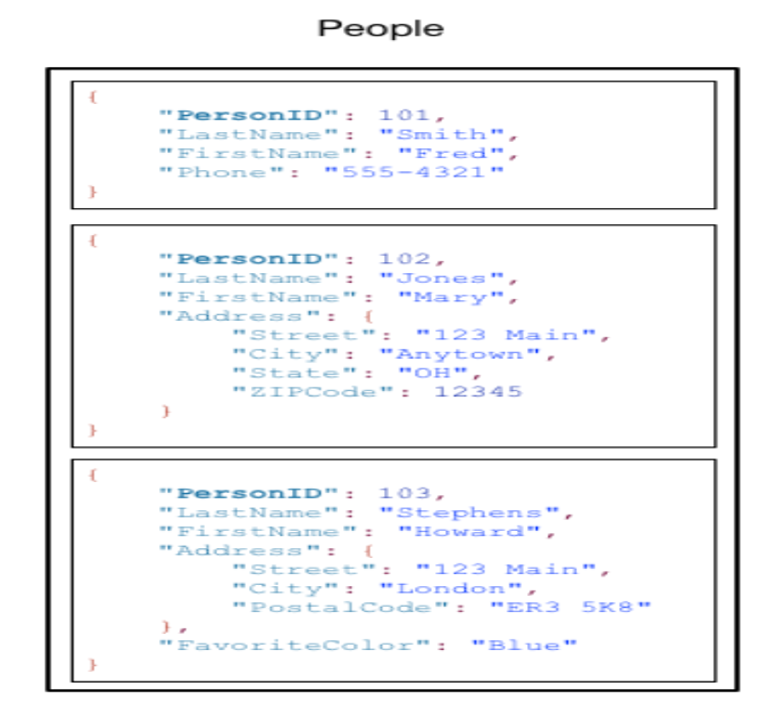 People
{
"PersonID": 101,
"LastName": "Smith",
"FirstName": "Fred",
"Phone": "555-4321"
}
{
"PersonID": 102,
"LastName": "Jones",
"FirstName": "Mary",
"Address": {
"Street": "123 Main",
"City": "Anytown",
"State": "OH",
"ZIPCode": 12345
}
}
{
"PersonID": 103,
"LastName": "Stephens",
"FirstName": "Howard",
"Address": {
"Street": "123 Main",
"City": "London",
"PostalCode": "ER3 5K8"
},
"FavoriteColor": "Blue"
}